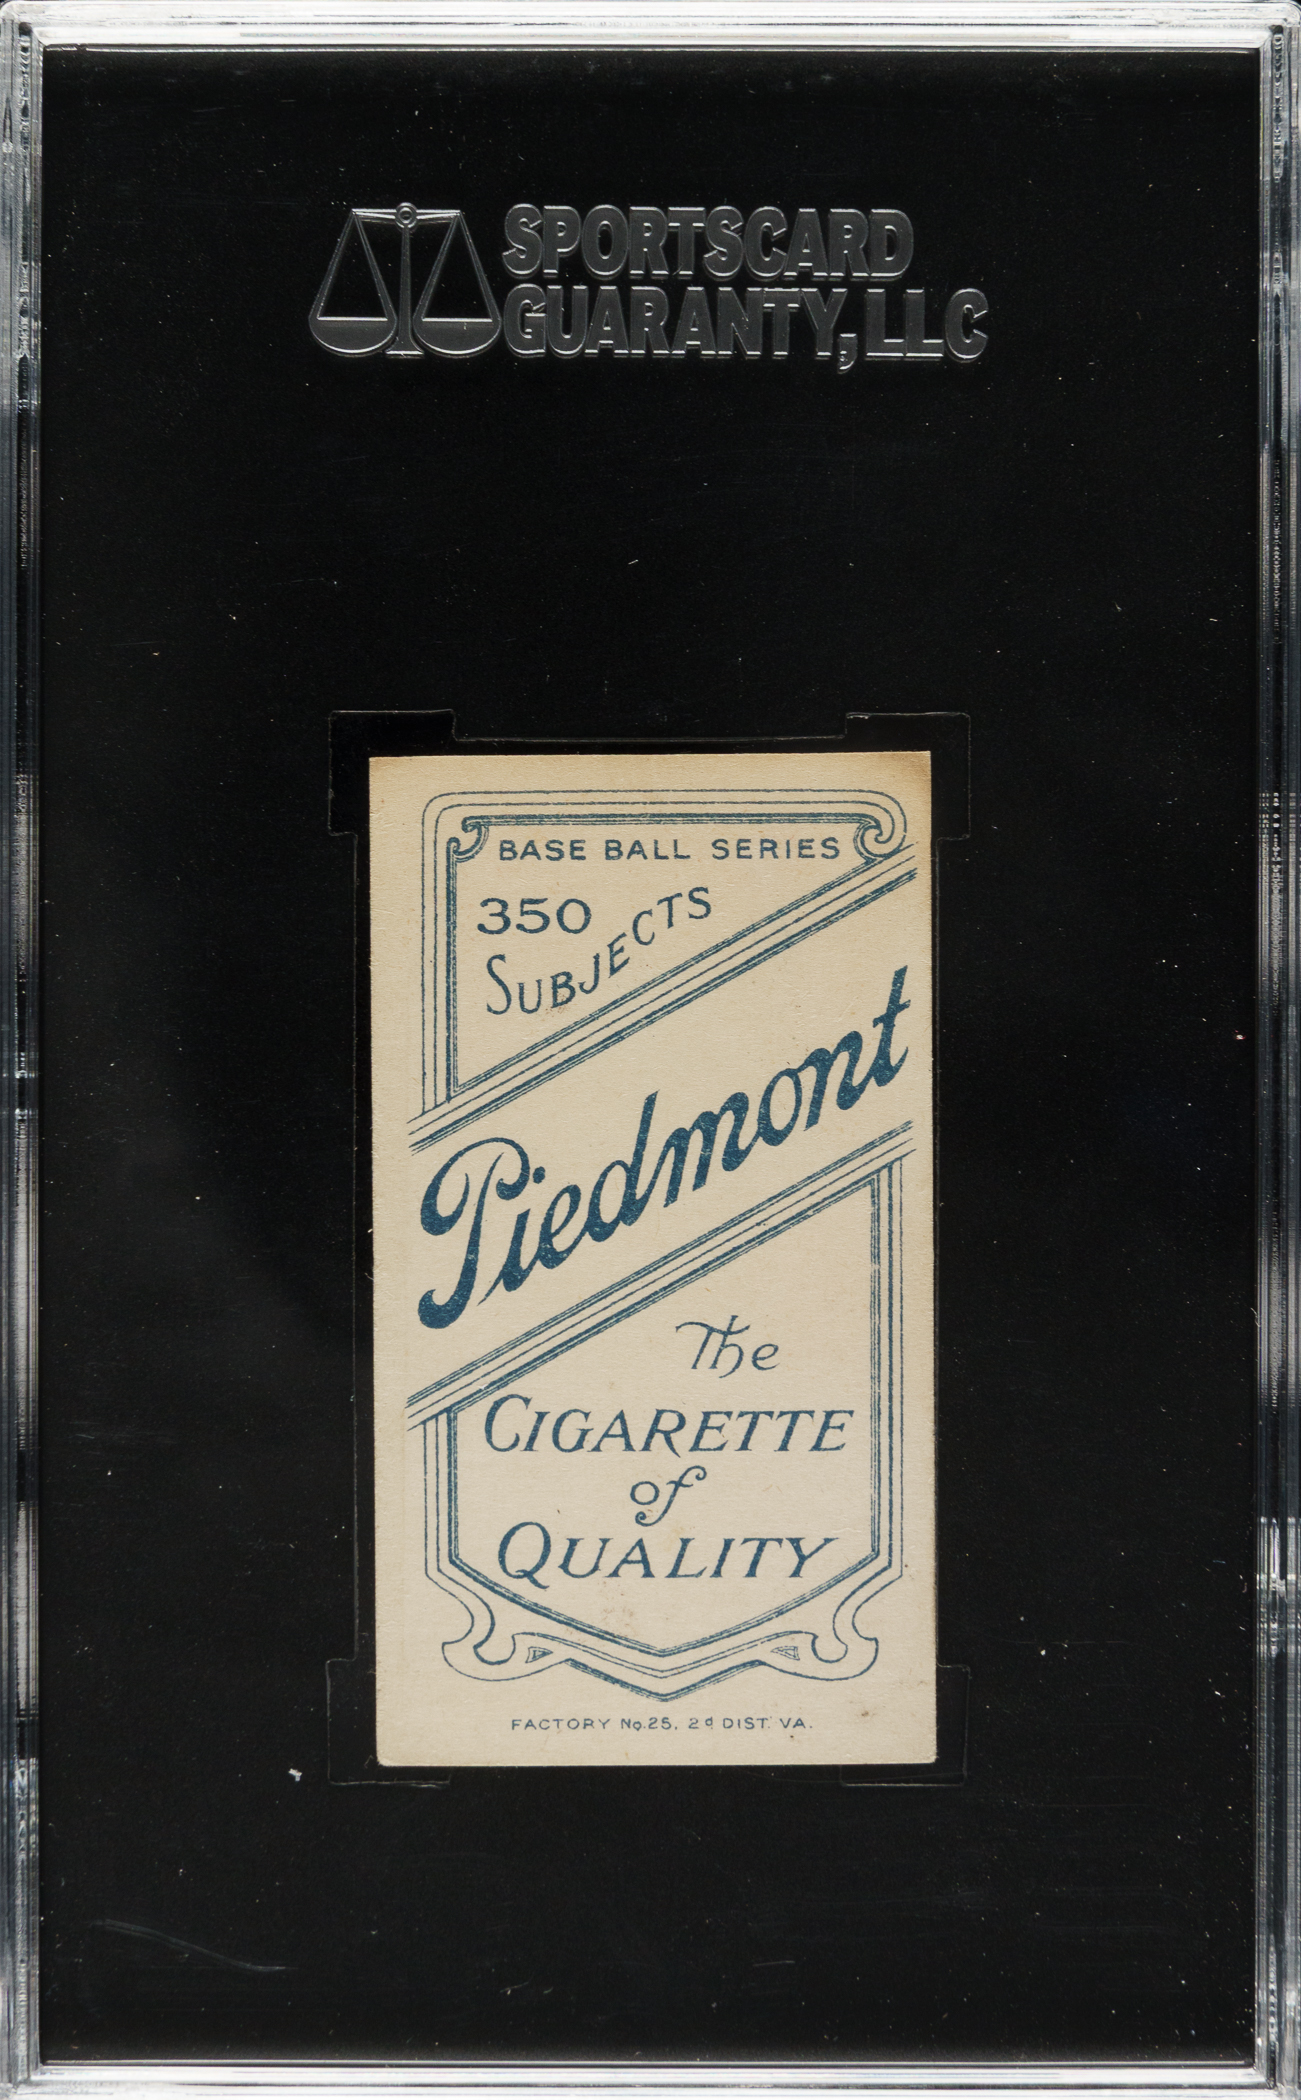 SPORTSCARD
GUARANTY, LLC
BASE BALL SERIES
350
SUBJECTS
Piedmont
The
CIGARETTE
of
QUALITY
FACTORY No. 25, 2d DIST. VA.